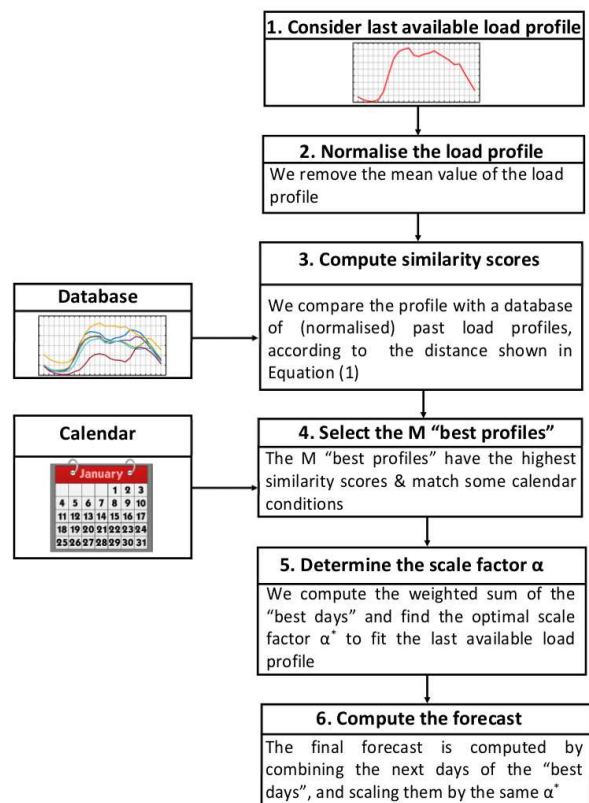 1. Consider last available load profile
2. Normalise the load profile
We remove the mean value of the load
profile
3. Compute similarity scores
We compare the profile with a database
of (normalised) past load profiles,
according to the distance shown in
Equation (1)
Database
4. Select the M “best profiles”
The M “best profiles” have the highest
similarity scores & match some calendar
conditions
Calendar
January
1 2 3
4 5 6 7 8 9 10
11 12 13 14 15 16 17
18 19 20 21 22 23 24
25 26 27 28 29 30 31
5. Determine the scale factor α
We compute the weighted sum of the
“best days” and find the optimal scale
factor α* to fit the last available load
profile
6. Compute the forecast
The final forecast is computed by
combining the next days of the “best
days”, and scaling them by the same α*